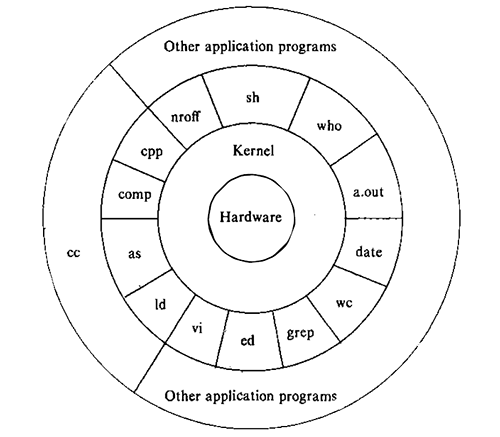 Other application programs
sh
nroff
who
cpp
Kernel
comp
a.out
Hardware
cc
as
date
ld
wc
vi
ed
grep
Other application programs